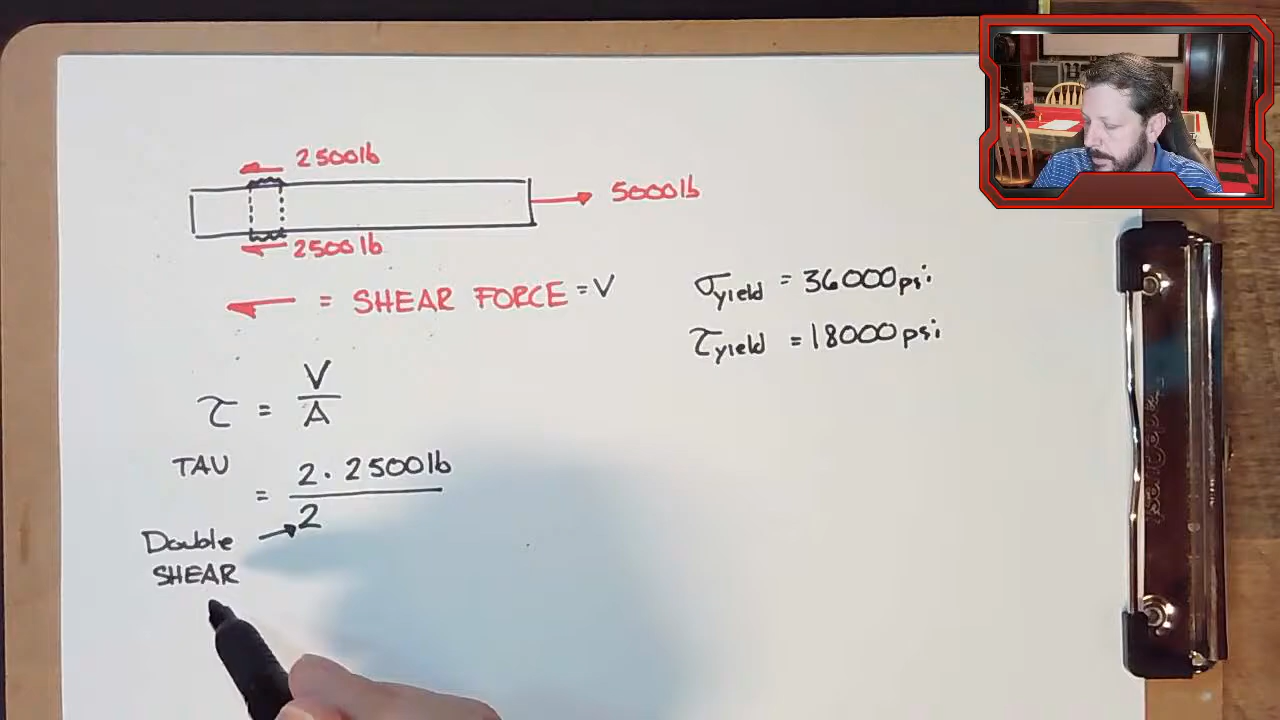 2500lb
5000lb
2500lb
= SHEAR FORCE = V
σyield = 36000psi
τyield = 18000psi
τ = V/A
TAU
= 2·2500lb
2
Double
SHEAR